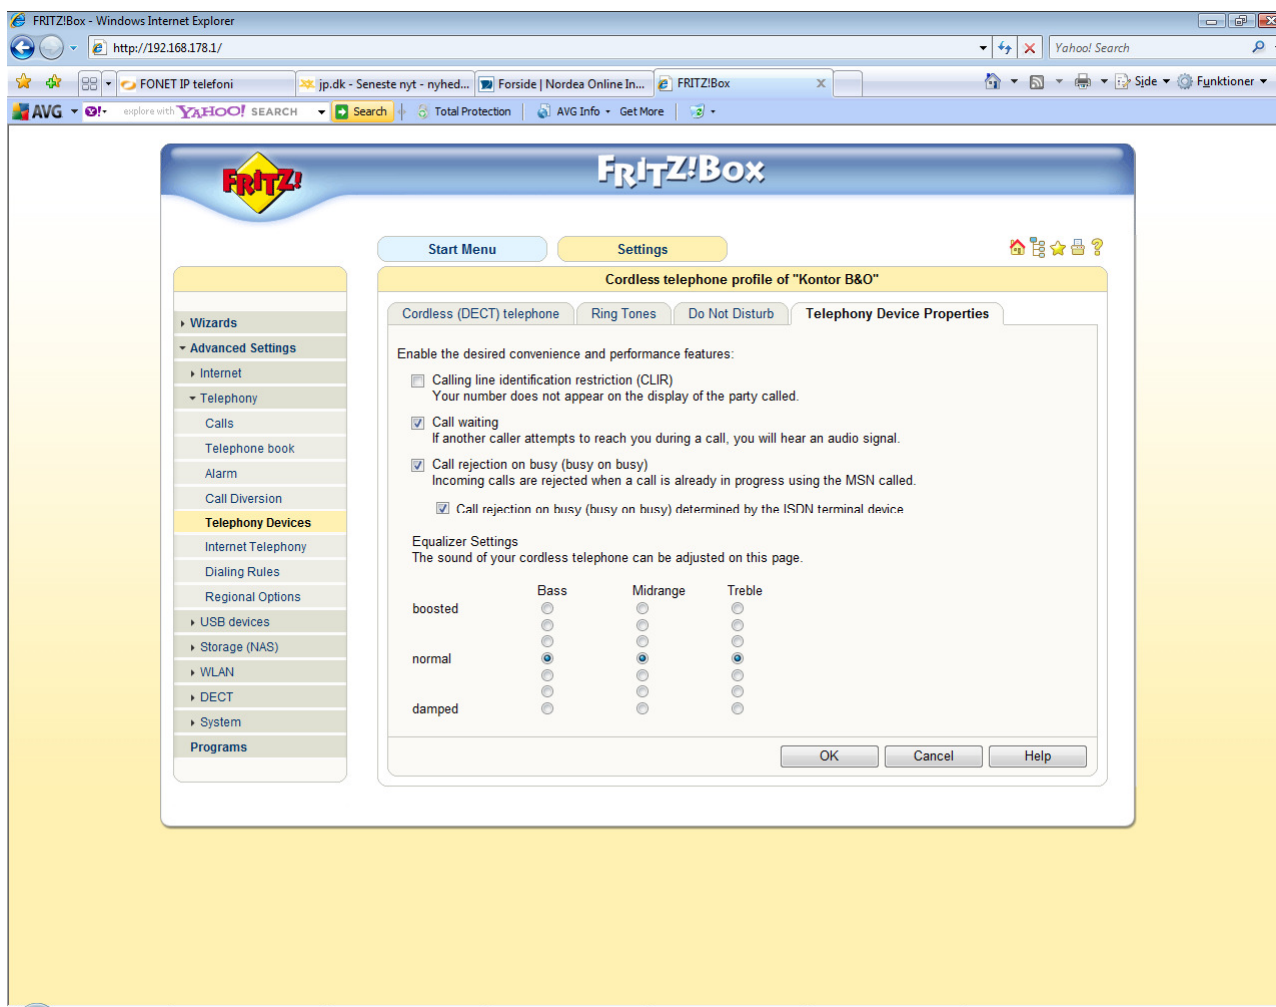 FRITZ!Box - Windows Internet Explorer
http://192.168.178.1/
Yahoo! Search
FONET IP telefoni
jp.dk - Seneste nyt - nyhed...
Forside | Nordea Online In...
FRITZ!Box
X
Side
Funktioner
AVG
explore with YAHOO! SEARCH
Search
Total Protection
AVG Info
Get More
FRITZ!
FRITZ!Box
Start Menu
Settings
Cordless telephone profile of "Kontor B&O"
Cordless (DECT) telephone
Ring Tones
Do Not Disturb
Telephony Device Properties
Wizards
Advanced Settings
Internet
Telephony
Calls
Telephone book
Alarm
Call Diversion
Telephony Devices
Internet Telephony
Dialing Rules
Regional Options
USB devices
Storage (NAS)
WLAN
DECT
System
Programs
Enable the desired convenience and performance features:
Calling line identification restriction (CLIR)
Your number does not appear on the display of the party called.
Call waiting
If another caller attempts to reach you during a call, you will hear an audio signal.
Call rejection on busy (busy on busy)
Incoming calls are rejected when a call is already in progress using the MSN called.
Call rejection on busy (busy on busy) determined by the ISDN terminal device
Equalizer Settings
The sound of your cordless telephone can be adjusted on this page.
Bass Midrange Treble
boosted
normal
damped
OK
Cancel
Help